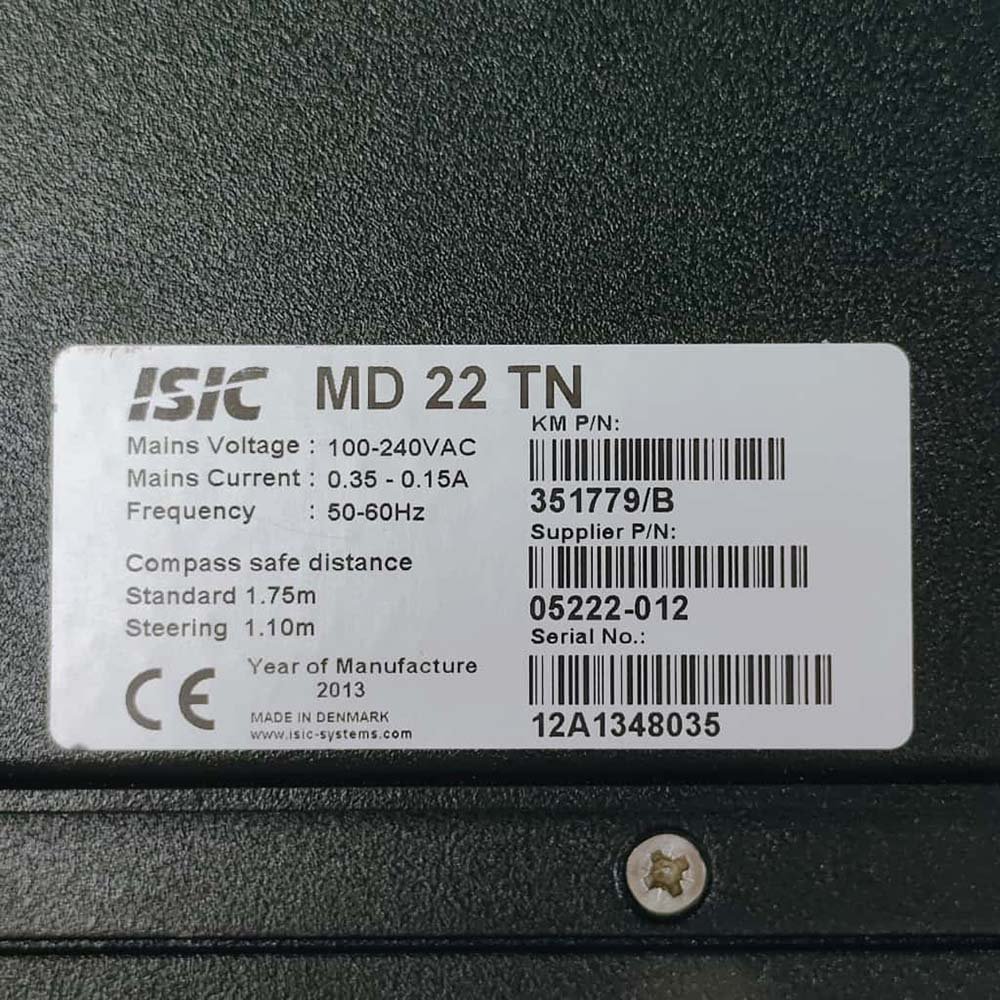 ISIC MD 22 TN
Mains Voltage : 100-240VAC
Mains Current : 0.35 - 0.15A
Frequency : 50-60Hz
Compass safe distance
Standard 1.75m
Steering 1.10m
CE
Year of Manufacture
2013
MADE IN DENMARK
www.isic-systems.com
KM P/N:
351779/B
Supplier P/N:
05222-012
Serial No.:
12A1348035